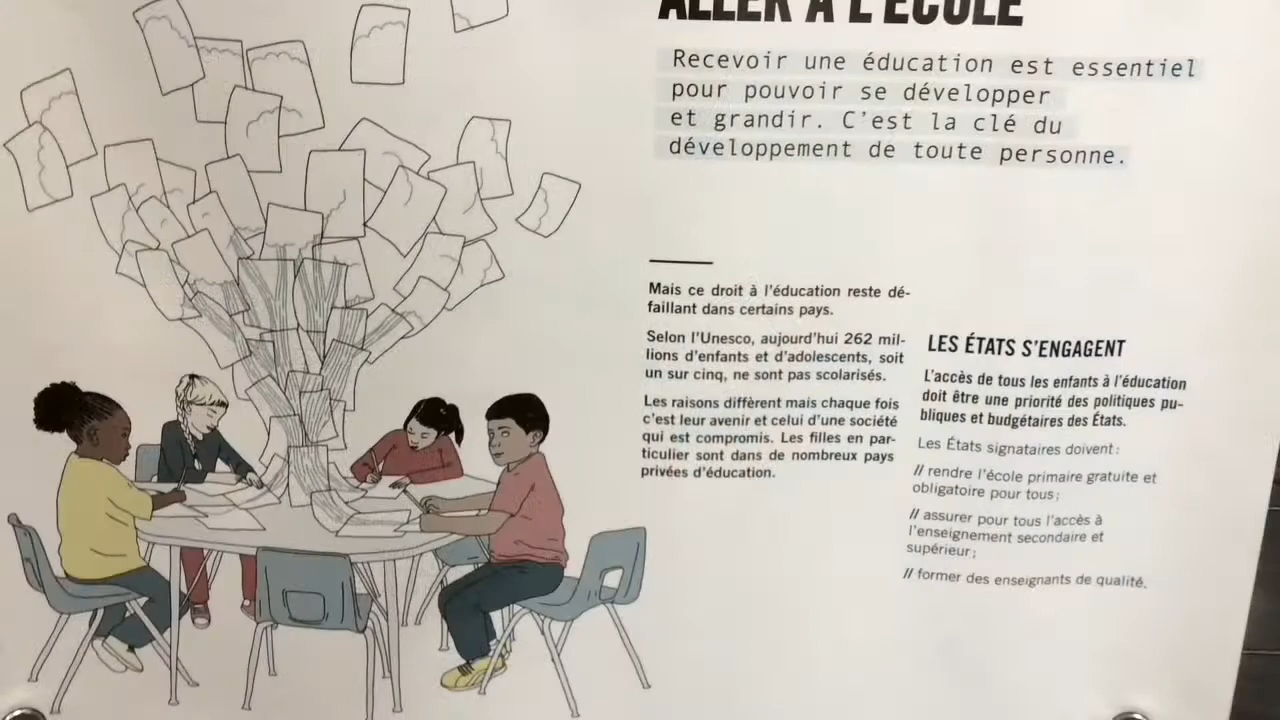 ALLER À L'ÉCOLE
Recevoir une éducation est essentiel
pour pouvoir se développer
et grandir. C'est la clé du
développement de toute personne.
Mais ce droit à l'éducation reste dé-
faillant dans certains pays.
Selon l'Unesco, aujourd'hui 262 mil-
lions d'enfants et d'adolescents, soit
un sur cinq, ne sont pas scolarisés.
Les raisons diffèrent mais chaque fois
c'est leur avenir et celui d'une société
qui est compromis. Les filles en par-
ticulier sont dans de nombreux pays
privées d'éducation.
LES ÉTATS S'ENGAGENT
L'accès de tous les enfants à l'éducation
doit être une priorité des politiques pu-
bliques et budgétaires des États.
Les États signataires doivent :
// rendre l'école primaire gratuite et
obligatoire pour tous ;
// assurer pour tous l'accès à
l'enseignement secondaire et
supérieur ;
// former des enseignants de qualité.